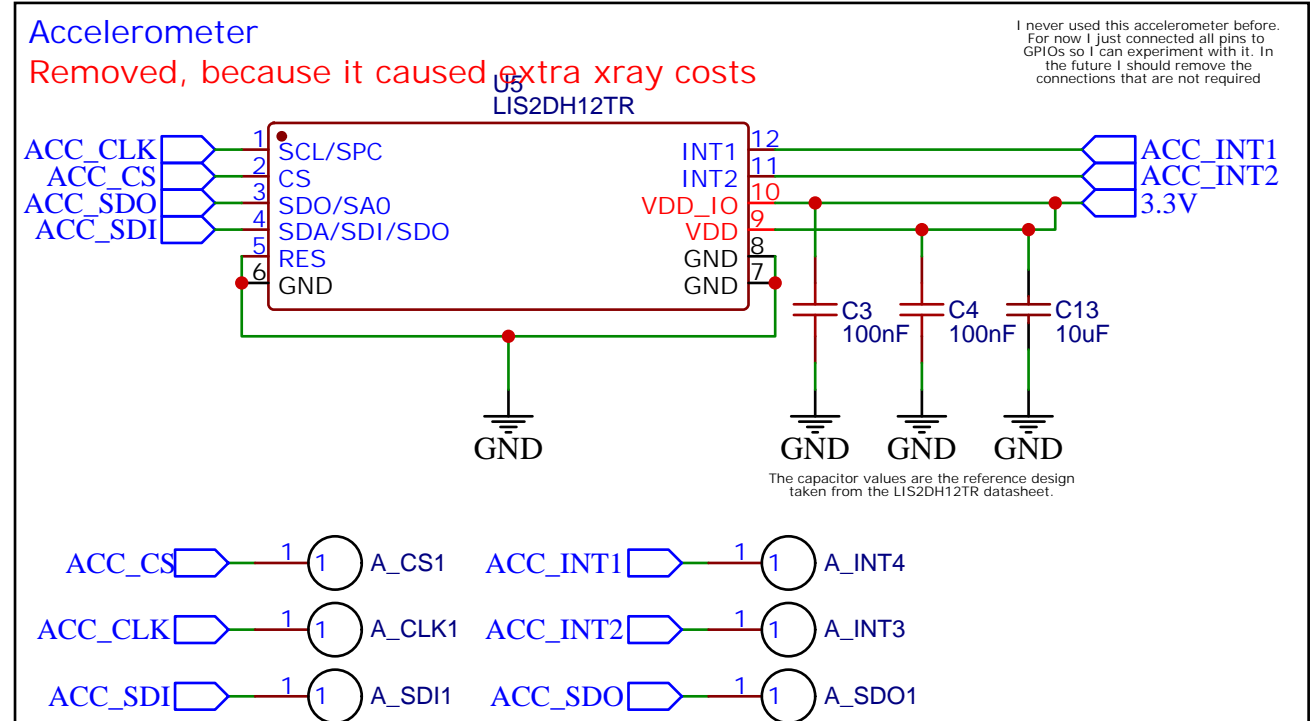 Accelerometer
Removed, because it caused extra xray costs
I never used this accelerometer before.
For now I just connected all pins to
GPIOs so I can experiment with it. In
the future I should remove the
connections that are not required
U5
LIS2DH12TR
ACC_CLK 1 SCL/SPC INT1 12 ACC_INT1
ACC_CS 2 CS INT2 11 ACC_INT2
ACC_SDO 3 SDO/SA0 VDD_IO 10 3.3V
ACC_SDI 4 SDA/SDI/SDO VDD 9
5 RES GND 8
6 GND GND 7
C3 C4 C13
100nF 100nF 10uF
GND GND GND GND
The capacitor values are the reference design
taken from the LIS2DH12TR datasheet.
ACC_CS 1 1 A_CS1 ACC_INT1 1 1 A_INT4
ACC_CLK 1 1 A_CLK1 ACC_INT2 1 1 A_INT3
ACC_SDI 1 1 A_SDI1 ACC_SDO 1 1 A_SDO1